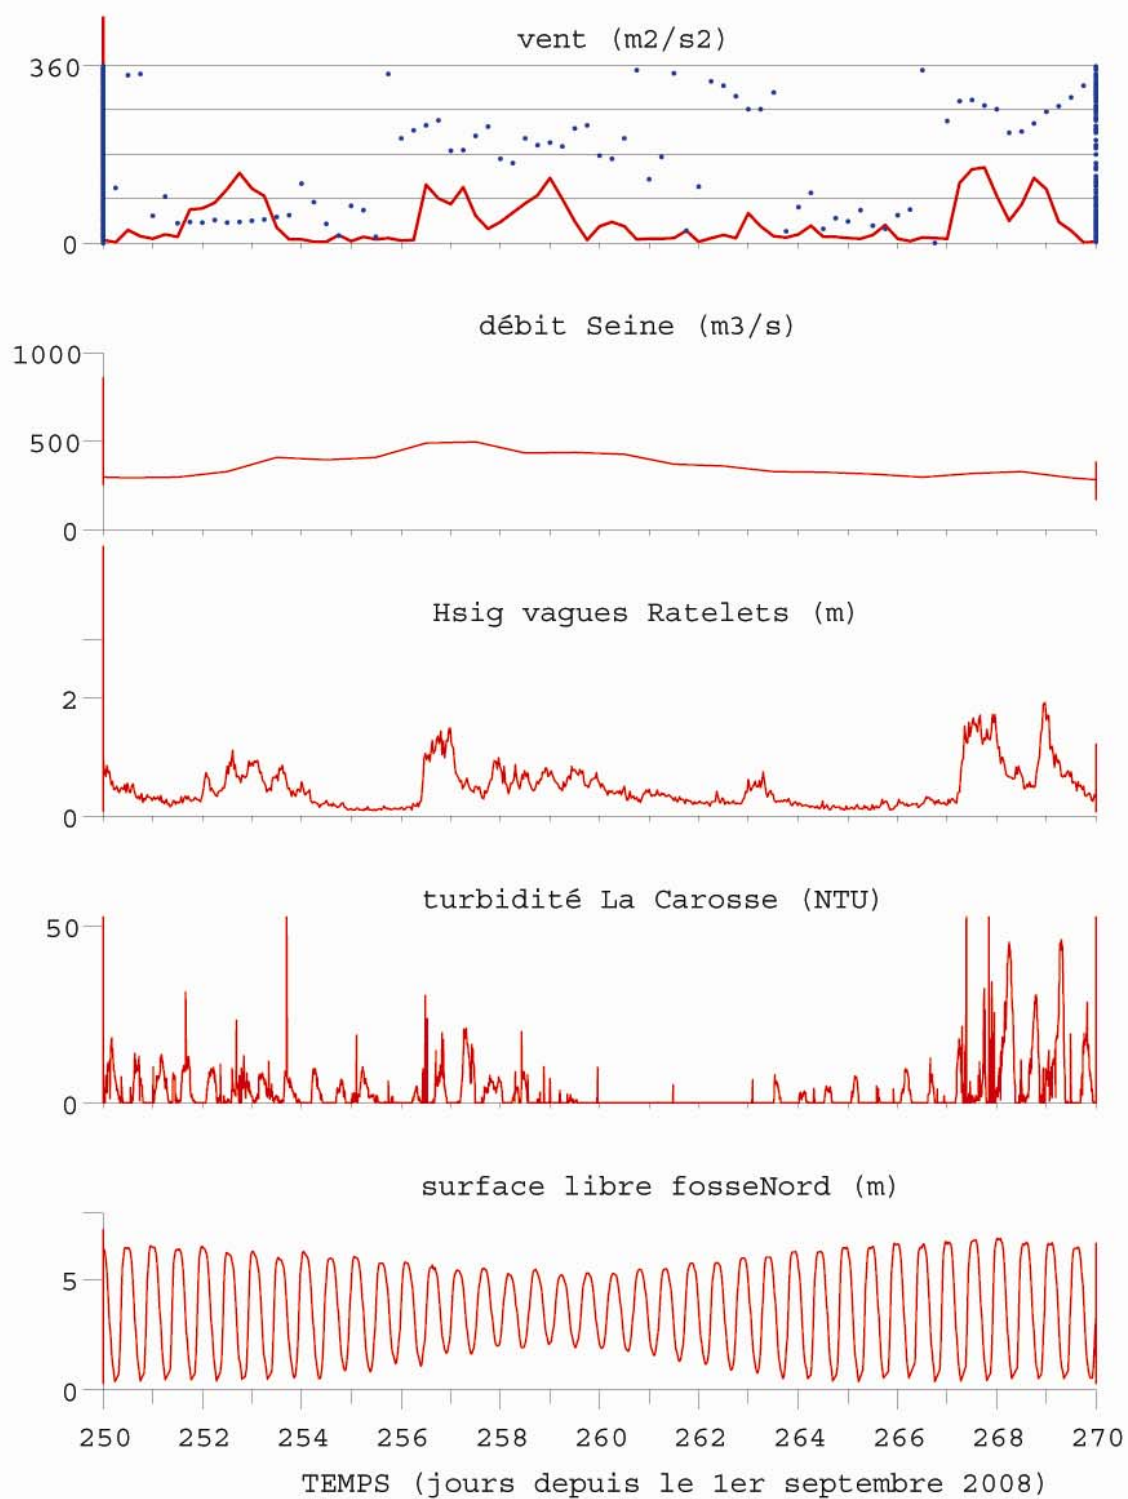 vent (m2/s2)
360
0
débit Seine (m3/s)
1000
500
0
Hsig vagues Ratelets (m)
2
0
turbidité La Carosse (NTU)
50
0
surface libre fosseNord (m)
5
0
250 252 254 256 258 260 262 264 266 268 270
TEMPS (jours depuis le 1er septembre 2008)